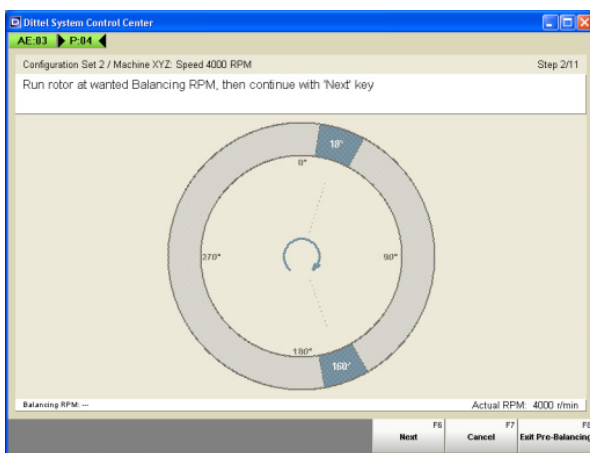 Dittel System Control Center
AE:03 P:04
Configuration Set 2 / Machine XYZ: Speed 4000 RPM Step 2/11
Run rotor at wanted Balancing RPM, then continue with 'Next' key
18°
0°
270° 90°
180°
160°
Balancing RPM: --- Actual RPM: 4000 r/min
F6 F7 F8
Next Cancel Exit Pre-Balancing